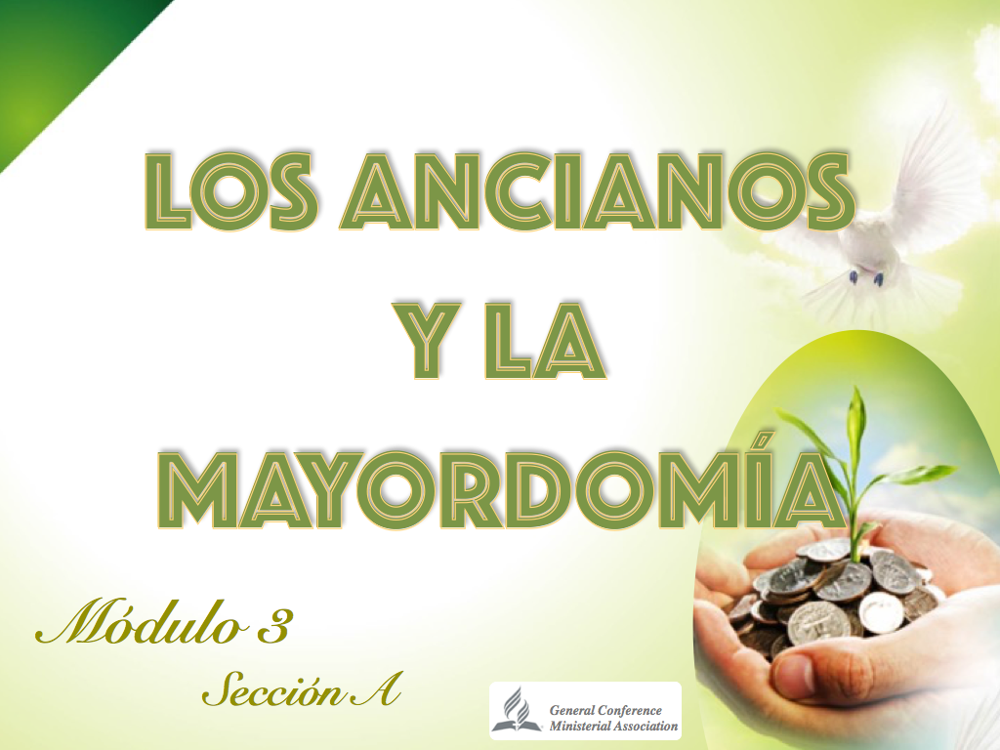 LOS ANCIANOS
Y LA
MAYORDOMÍA
Módulo 3
Sección A
General Conference
Ministerial Association